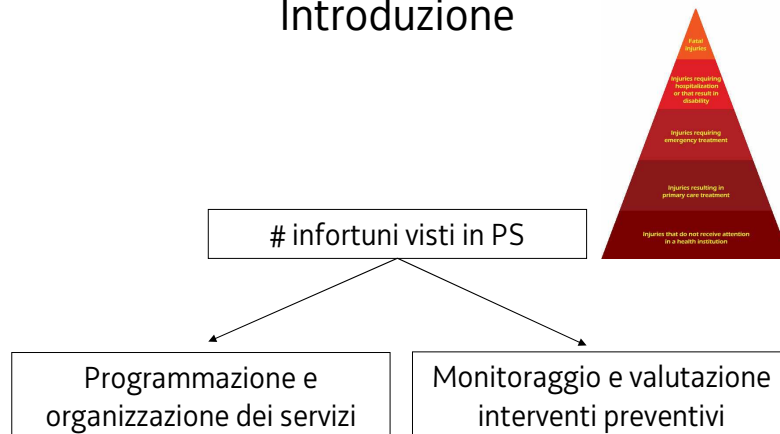 Introduzione
Fatal
injuries
Injuries requiring
hospitalization
or that result in
disability
Injuries requiring
emergency treatment
Injuries resulting in
primary care treatment
Injuries that do not receive attention
in a health institution
# infortuni visti in PS
Programmazione e
organizzazione dei servizi
Monitoraggio e valutazione
interventi preventivi